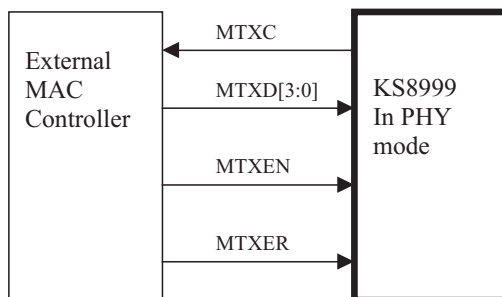 External
MAC
Controller
MTXC
MTXD[3:0]
MTXEN
MTXER
KS8999
In PHY
mode